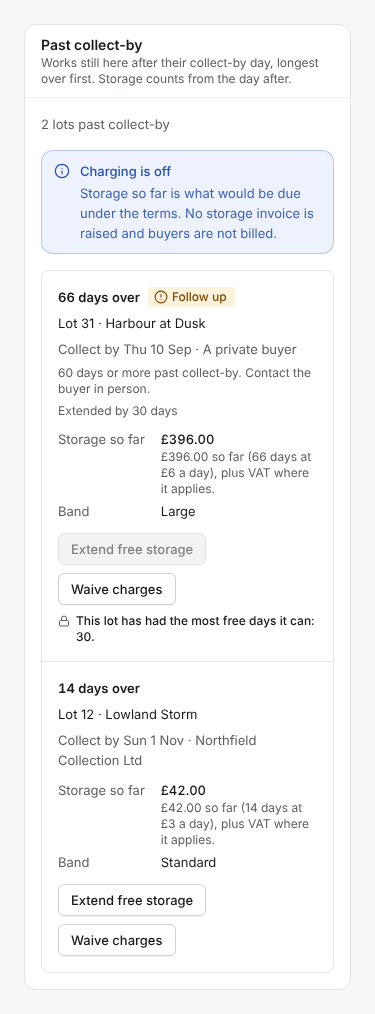 Past collect-by
Works still here after their collect-by day, longest
over first. Storage counts from the day after.
2 lots past collect-by
Charging is off
Storage so far is what would be due
under the terms. No storage invoice is
raised and buyers are not billed.
66 days over
Follow up
Lot 31 · Harbour at Dusk
Collect by Thu 10 Sep · A private buyer
60 days or more past collect-by. Contact the
buyer in person.
Extended by 30 days
Storage so far
£396.00
£396.00 so far (66 days at
£6 a day), plus VAT where
it applies.
Band
Large
Extend free storage
Waive charges
This lot has had the most free days it can:
30.
14 days over
Lot 12 · Lowland Storm
Collect by Sun 1 Nov · Northfield
Collection Ltd
Storage so far
£42.00
£42.00 so far (14 days at
£3 a day), plus VAT where
it applies.
Band
Standard
Extend free storage
Waive charges